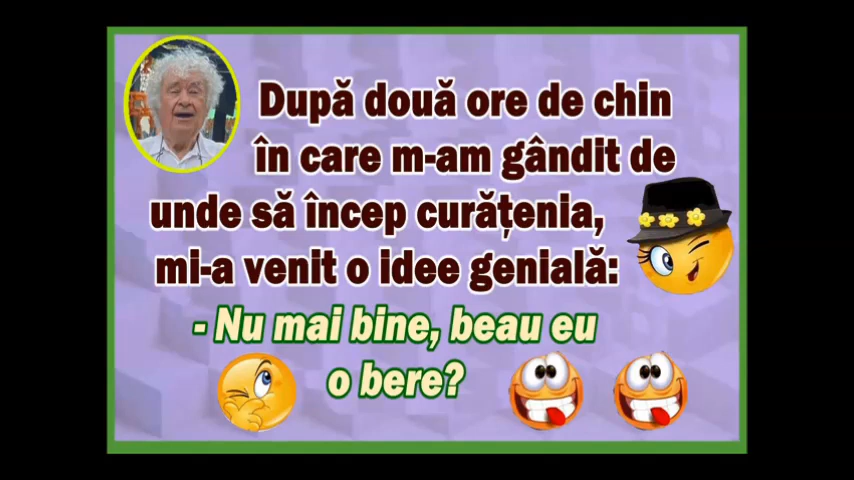 După două ore de chin
în care m-am gândit de
unde să încep curățenia,
mi-a venit o idee genială:
- Nu mai bine, beau eu
o bere?